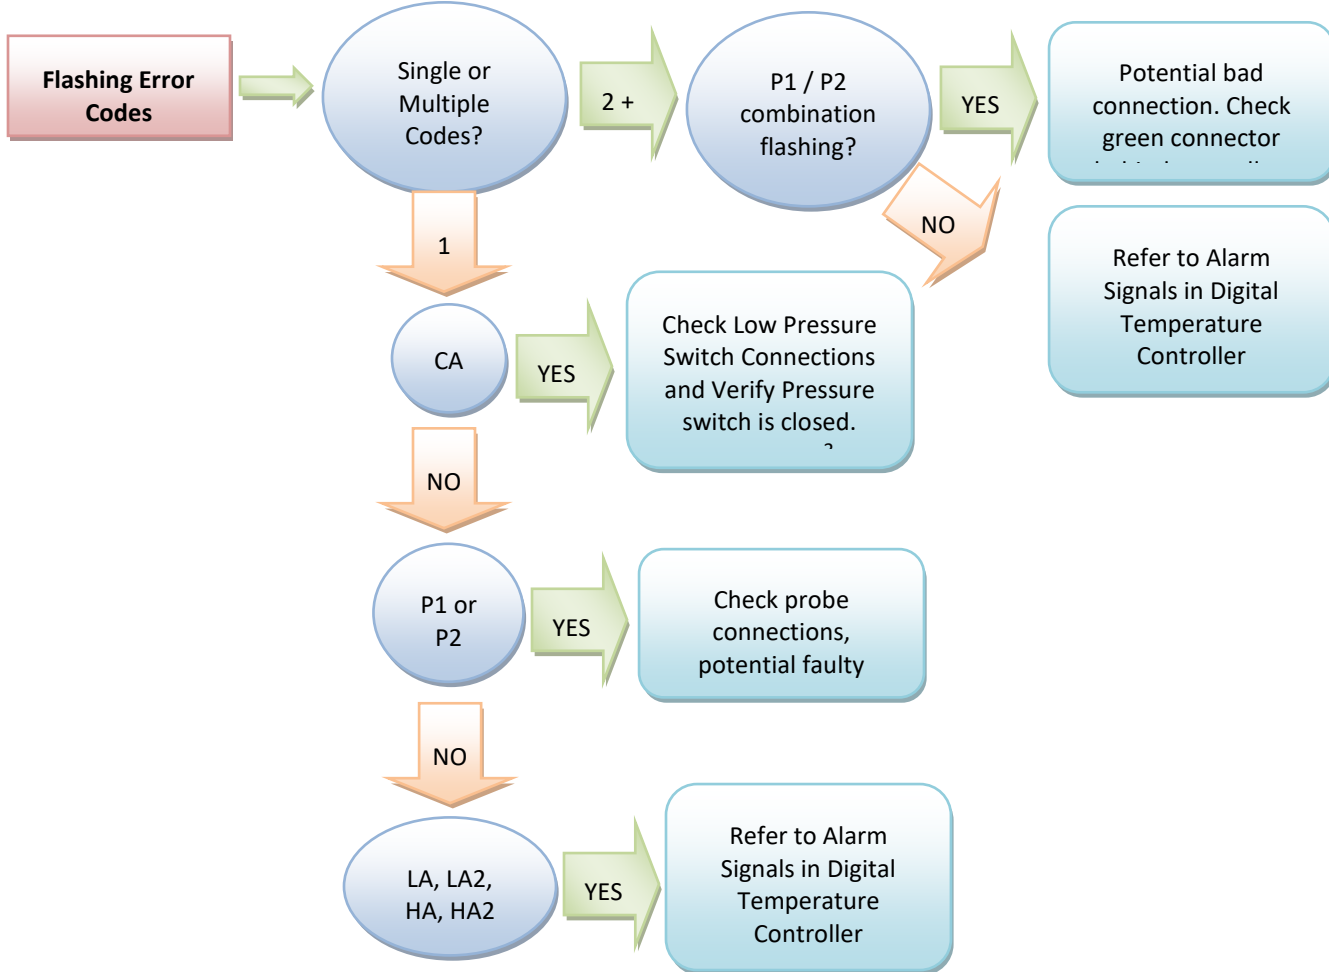 Flashing Error
Codes
Single or
Multiple
Codes?
2 +
P1 / P2
combination
flashing?
YES
Potential bad
connection. Check
green connector
NO
Refer to Alarm
Signals in Digital
Temperature
Controller
1
CA
YES
Check Low Pressure
Switch Connections
and Verify Pressure
switch is closed.
NO
P1 or
P2
YES
Check probe
connections,
potential faulty
NO
LA, LA2,
HA, HA2
YES
Refer to Alarm
Signals in Digital
Temperature
Controller